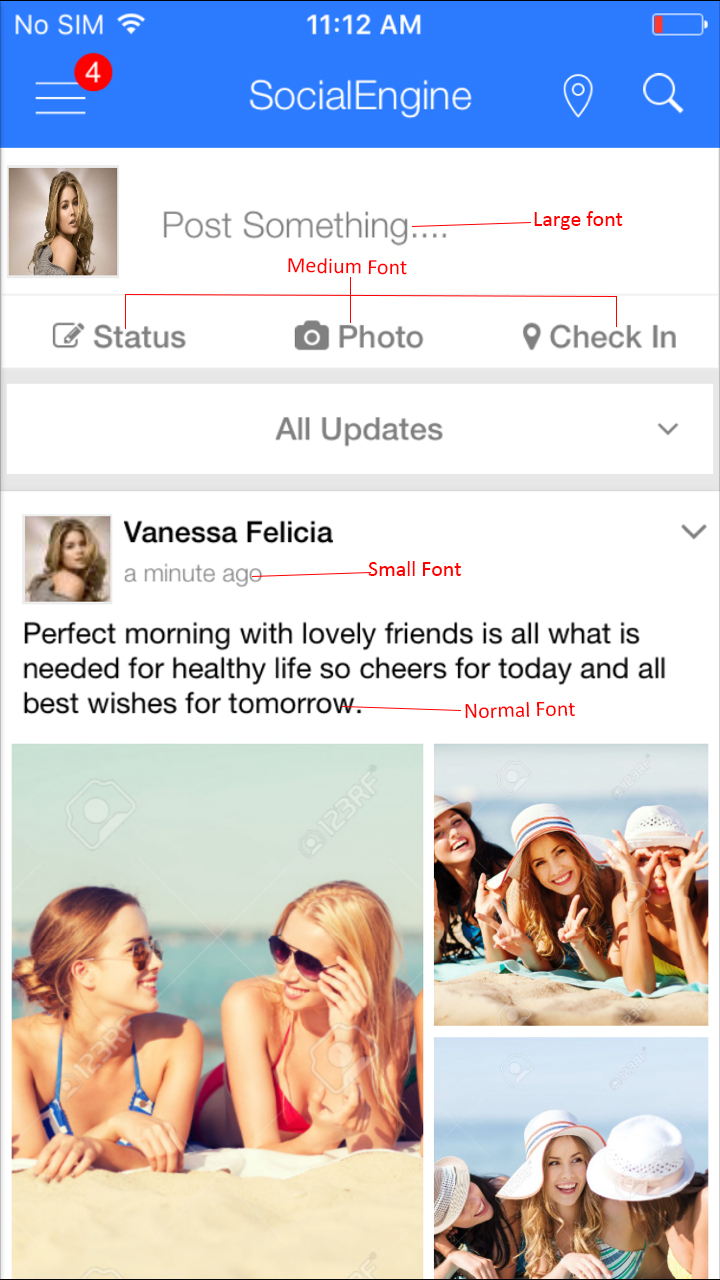 No SIM 11:12 AM
4
SocialEngine
Post Something....
Large font
Medium Font
Status Photo Check In
All Updates
Vanessa Felicia
a minute ago
Small Font
Perfect morning with lovely friends is all what is
needed for healthy life so cheers for today and all
best wishes for tomorrow.
Normal Font
123RF
123RF